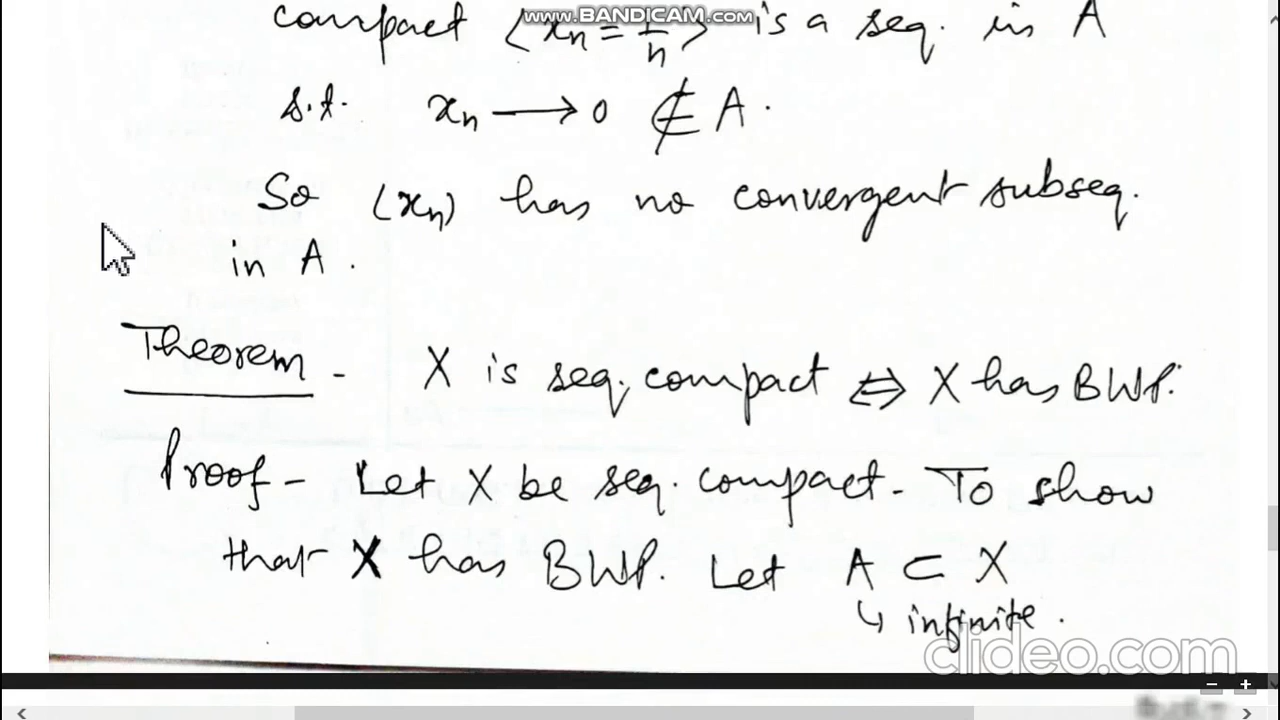 www.BANDICAM.com
compact ⟨xₙ = 1/n⟩ is a seq. in A
s.t. xₙ ⟶ 0 ∉ A.
So (xₙ) has no convergent subseq.
in A.
Theorem - X is seq. compact ⇔ X has BWP.
Proof - Let X be seq. compact. To show
that X has BWP. Let A ⊂ X
↳ infinite.
clideo.com